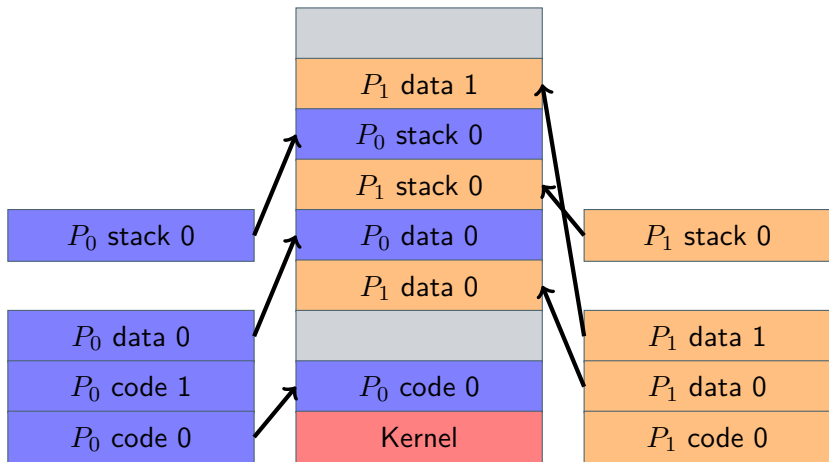 P₀ stack 0
P₀ data 0
P₀ code 1
P₀ code 0
P₁ data 1
P₀ stack 0
P₁ stack 0
P₀ data 0
P₁ data 0
P₀ code 0
Kernel
P₁ stack 0
P₁ data 1
P₁ data 0
P₁ code 0